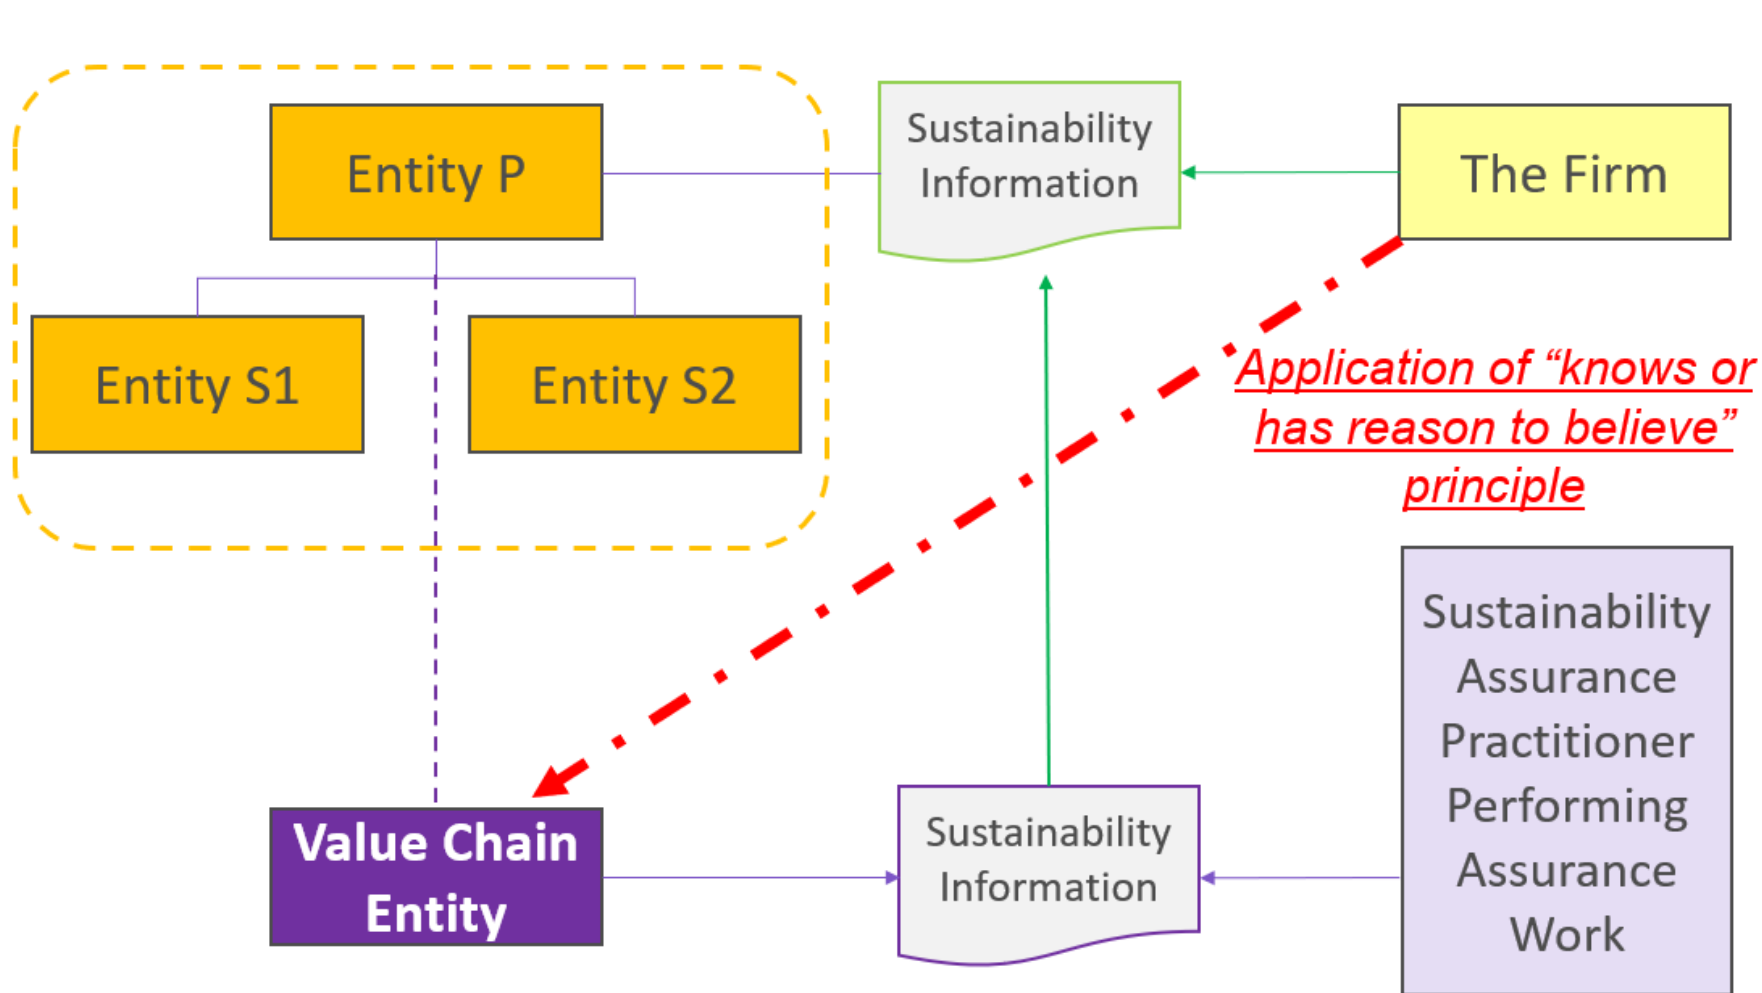 Entity P
Sustainability
Information
The Firm
Entity S1
Entity S2
Application of “knows or
has reason to believe”
principle
Value Chain
Entity
Sustainability
Information
Sustainability
Assurance
Practitioner
Performing
Assurance
Work